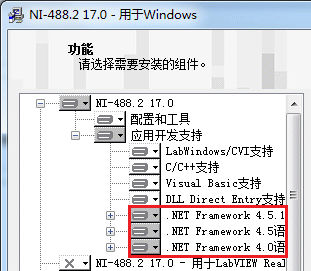 NI-488.2 17.0 - 用于Windows
功能
请选择需要安装的组件。
NI-488.2 17.0
配置和工具
应用开发支持
LabWindows/CVI支持
C/C++支持
Visual Basic支持
DLL Direct Entry支持
.NET Framework 4.5.1
.NET Framework 4.5语
.NET Framework 4.0语
NI-488.2 17.0 - 用于LabVIEW Real